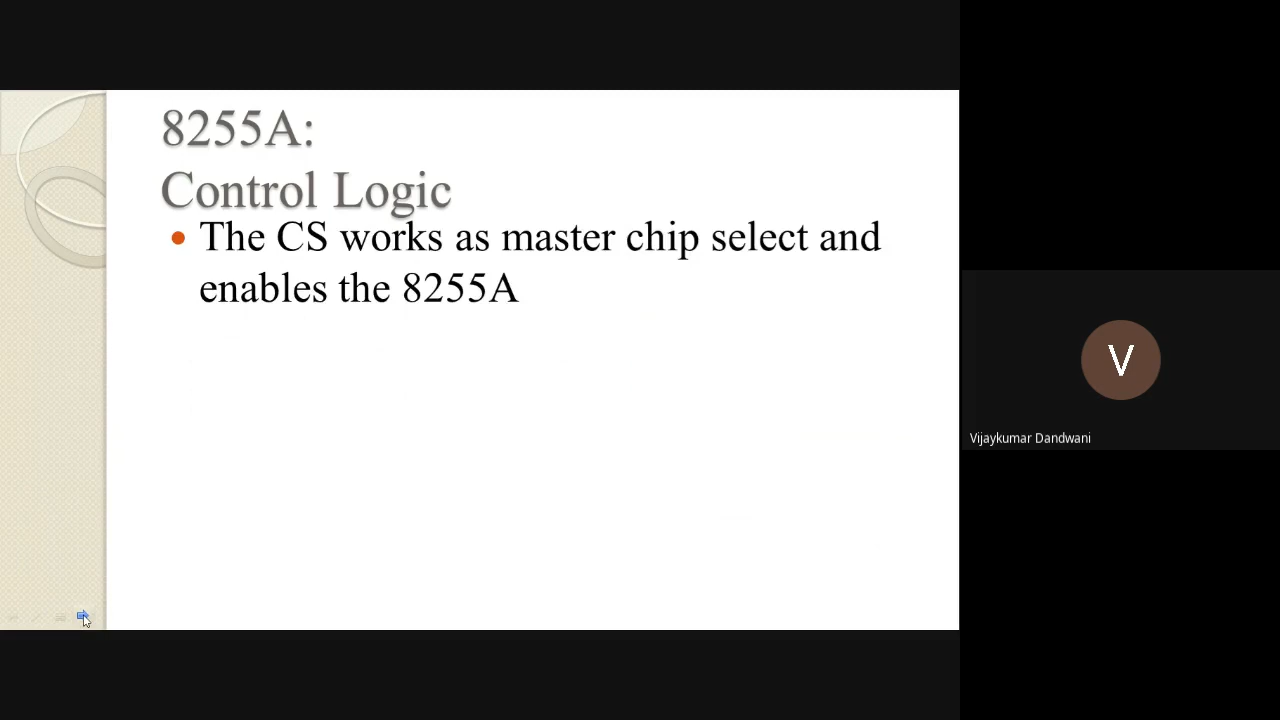 8255A:
Control Logic
The CS works as master chip select and
enables the 8255A
V
Vijaykumar Dandwani